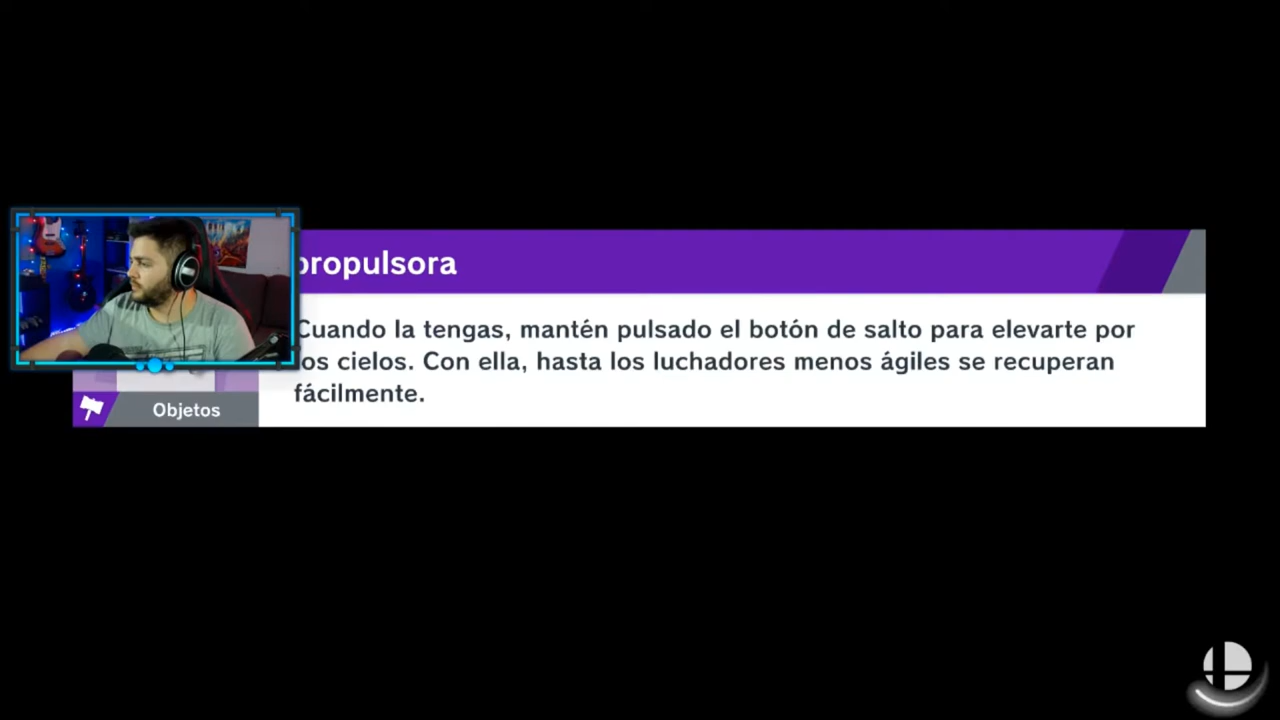 propulsora
Cuando la tengas, mantén pulsado el botón de salto para elevarte por
los cielos. Con ella, hasta los luchadores menos ágiles se recuperan
fácilmente.
Objetos